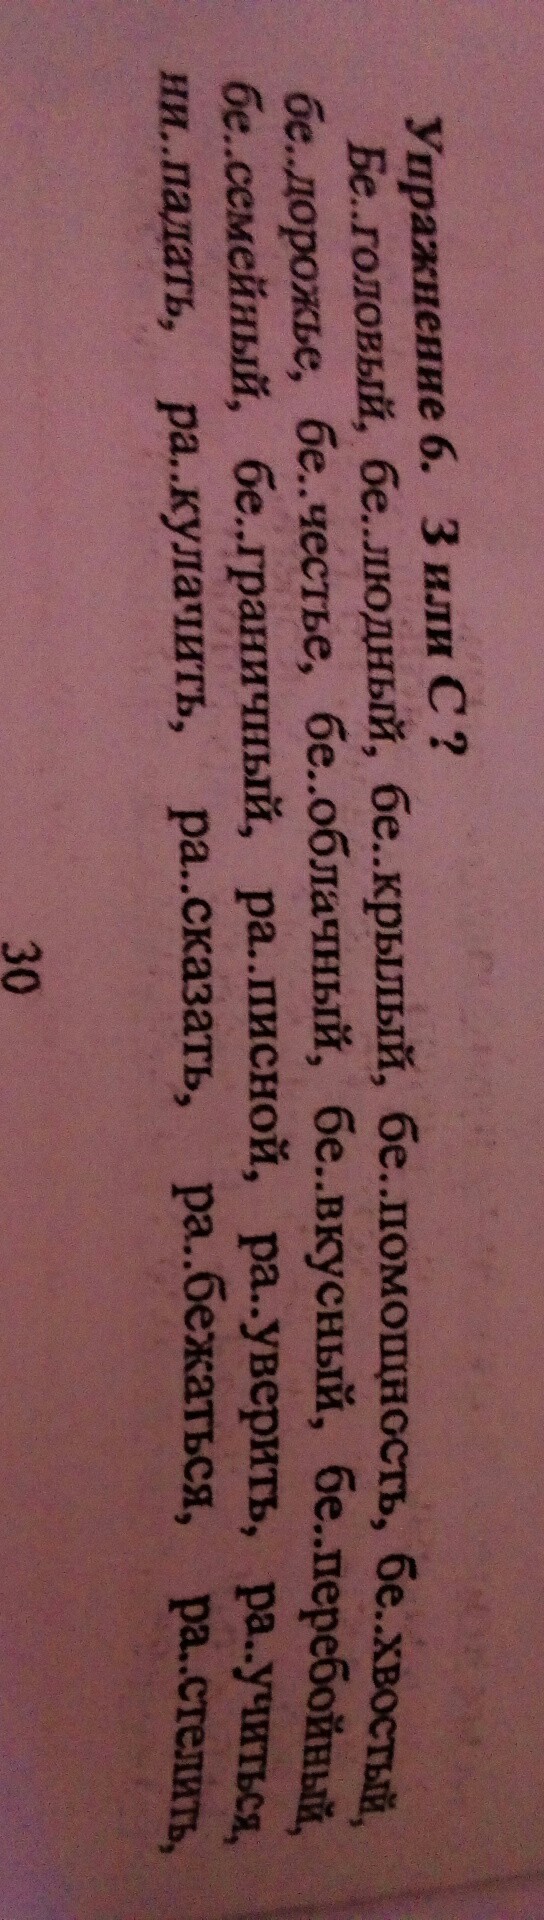 Упражнение 6. З или С ?
Бе..головый, бе..людный, бе..крылый, бе..помощность, бе..хвостый,
бе..дорожье, бе..честье, бе..облачный, бе..вкусный, бе..перебойный,
бе..семейный, бе..граничный, ра..писной, ра..уверить, ра..учиться,
ни..падать, ра..кулачить, ра..сказать, ра..бежаться, ра..стелить,
30